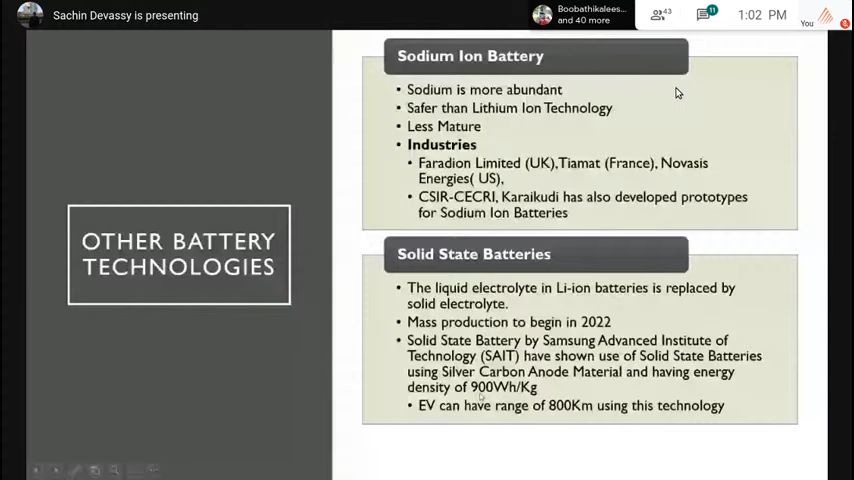 Sachin Devassy is presenting
Boobathikalees...
and 40 more
43
11
1:02 PM
You
OTHER BATTERY
TECHNOLOGIES
Sodium Ion Battery
• Sodium is more abundant
• Safer than Lithium Ion Technology
• Less Mature
• Industries
• Faradion Limited (UK),Tiamat (France), Novasis
Energies( US),
• CSIR-CECRI, Karaikudi has also developed prototypes
for Sodium Ion Batteries
Solid State Batteries
• The liquid electrolyte in Li-ion batteries is replaced by
solid electrolyte.
• Mass production to begin in 2022
• Solid State Battery by Samsung Advanced Institute of
Technology (SAIT) have shown use of Solid State Batteries
using Silver Carbon Anode Material and having energy
density of 900Wh/Kg
• EV can have range of 800Km using this technology